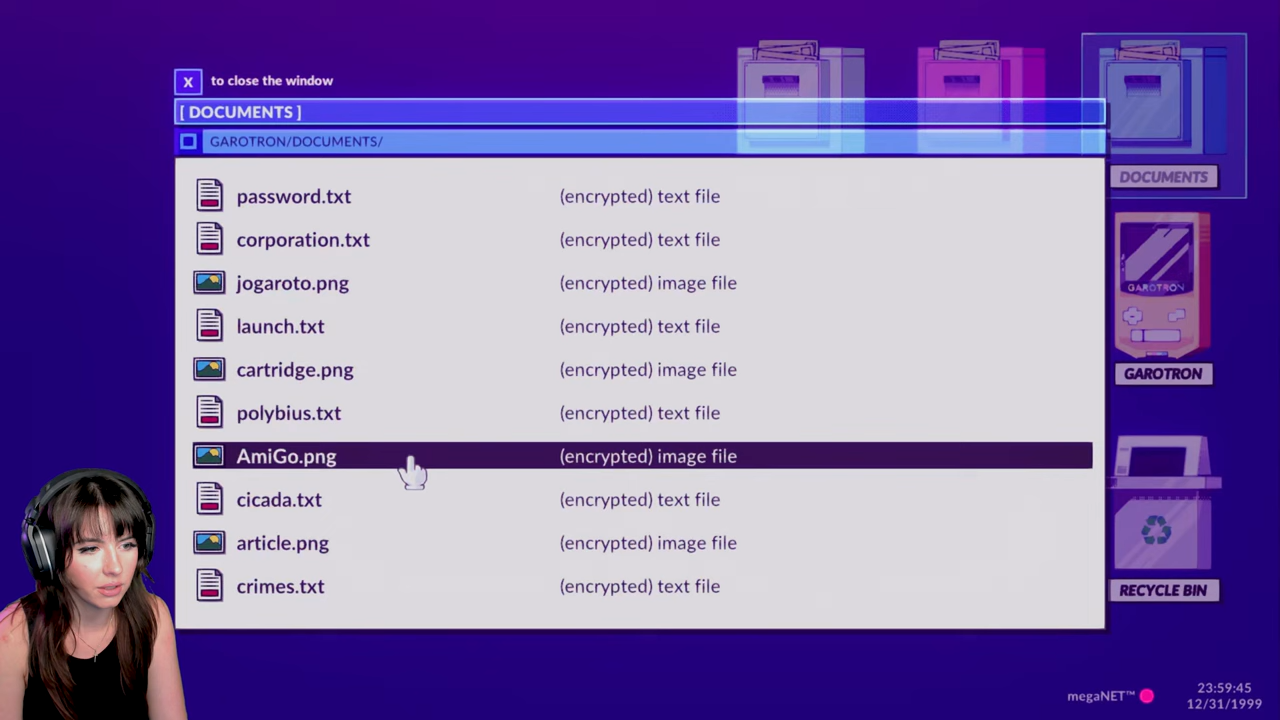 X to close the window
[ DOCUMENTS ]
GAROTRON/DOCUMENTS/
password.txt (encrypted) text file
corporation.txt (encrypted) text file
jogaroto.png (encrypted) image file
launch.txt (encrypted) text file
cartridge.png (encrypted) image file
polybius.txt (encrypted) text file
AmiGo.png (encrypted) image file
cicada.txt (encrypted) text file
article.png (encrypted) image file
crimes.txt (encrypted) text file
DOCUMENTS
GAROTRON
GAROTRON
RECYCLE BIN
megaNET™
23:59:45
12/31/1999